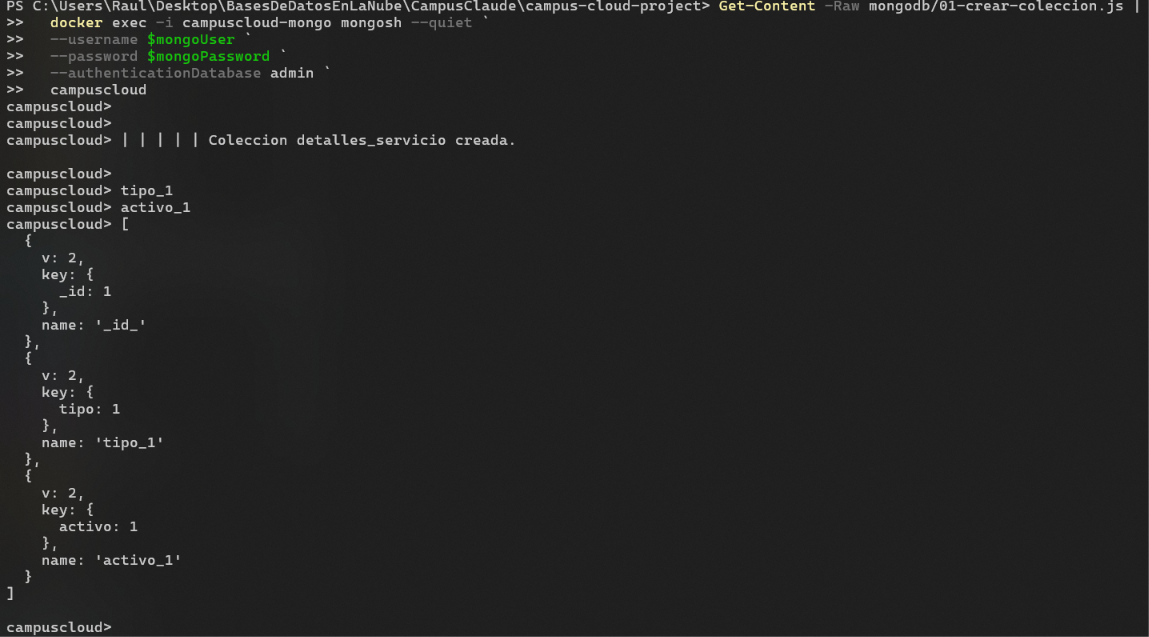 PS C:\Users\Raul\Desktop\BasesDeDatosEnLaNube\CampusClaude\campus-cloud-project> Get-Content -Raw mongodb/01-crear-coleccion.js |
>>   docker exec -i campuscloud-mongo mongosh --quiet `
>>   --username $mongoUser `
>>   --password $mongoPassword `
>>   --authenticationDatabase admin `
>>   campuscloud
campuscloud>
campuscloud>
campuscloud> | | | | | Coleccion detalles_servicio creada.
campuscloud>
campuscloud> tipo_1
campuscloud> activo_1
campuscloud> [
  {
    v: 2,
    key: {
      _id: 1
    },
    name: '_id_'
  },
  {
    v: 2,
    key: {
      tipo: 1
    },
    name: 'tipo_1'
  },
  {
    v: 2,
    key: {
      activo: 1
    },
    name: 'activo_1'
  }
]
campuscloud>